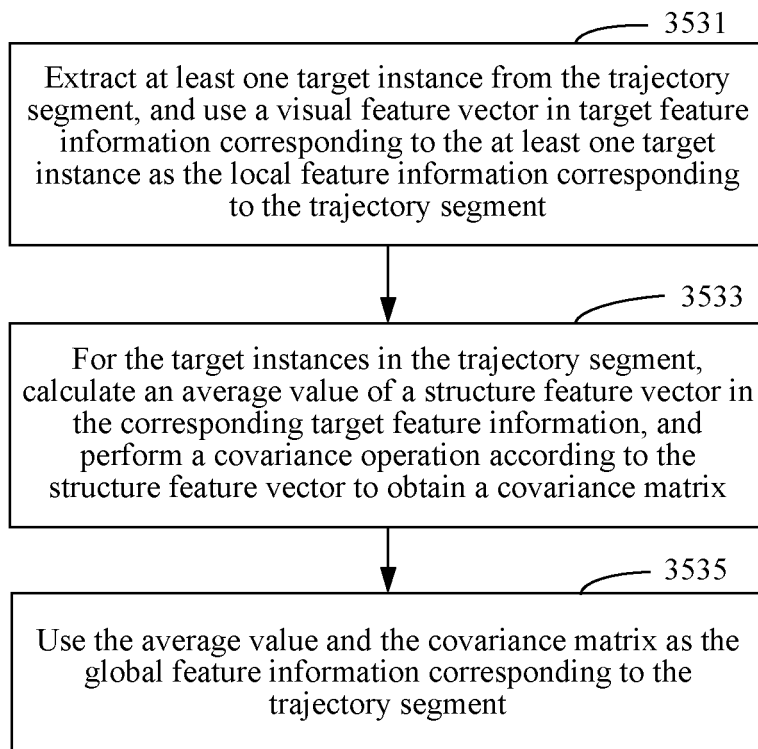 3531
Extract at least one target instance from the trajectory
segment, and use a visual feature vector in target feature
information corresponding to the at least one target
instance as the local feature information corresponding
to the trajectory segment
3533
For the target instances in the trajectory segment,
calculate an average value of a structure feature vector in
the corresponding target feature information, and
perform a covariance operation according to the
structure feature vector to obtain a covariance matrix
3535
Use the average value and the covariance matrix as the
global feature information corresponding to the
trajectory segment